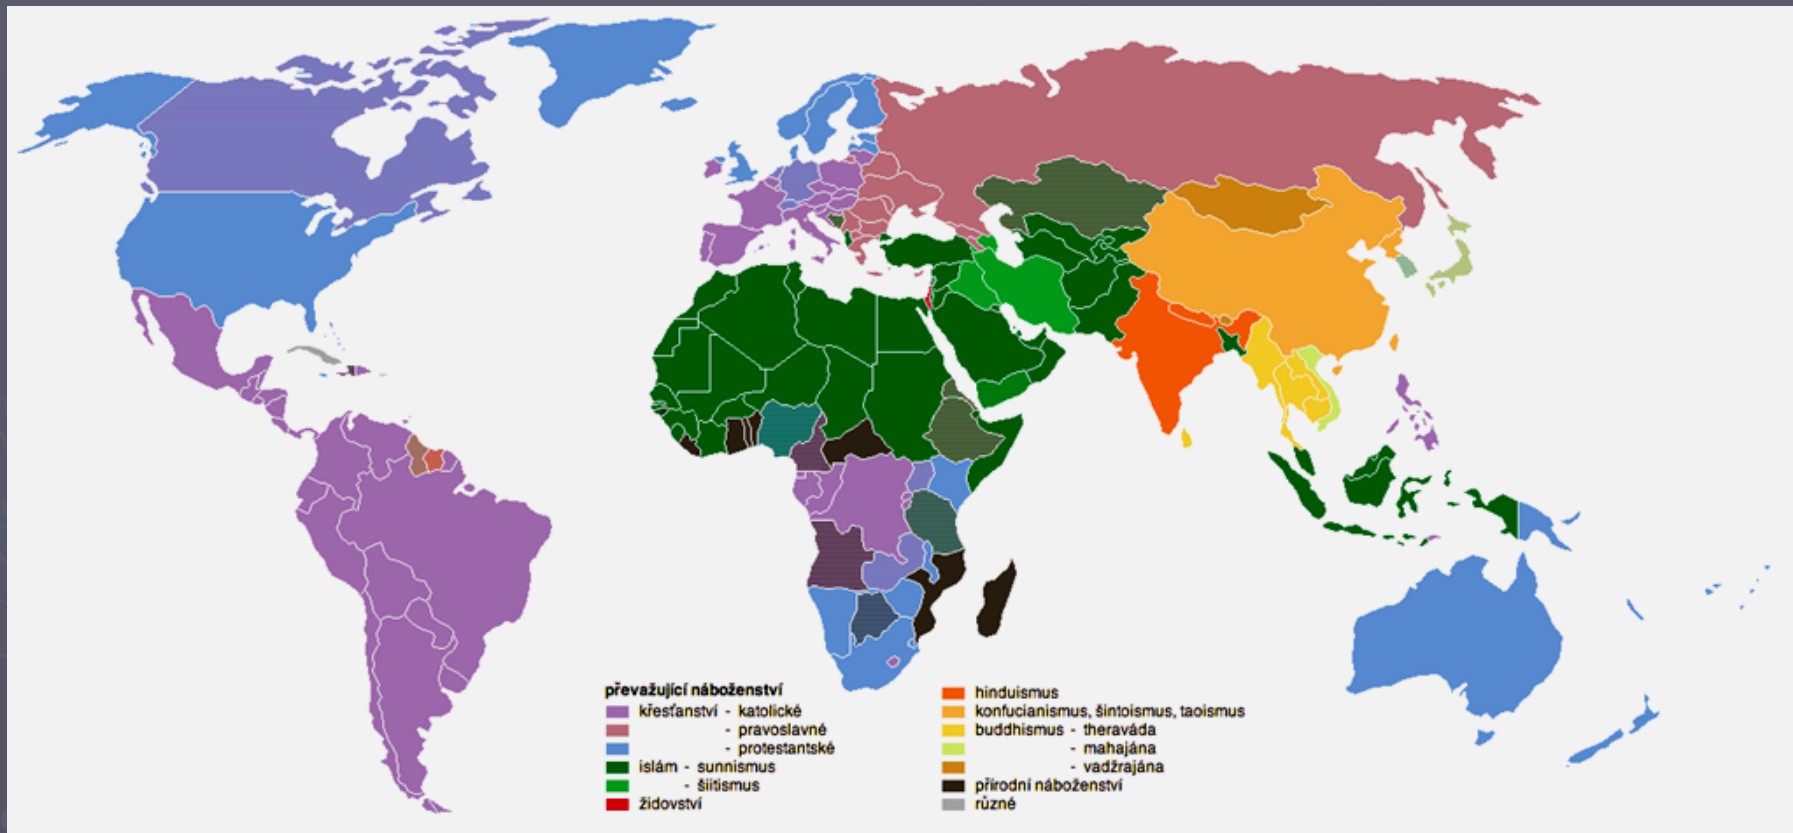 převažující náboženství
křesťanství - katolické
- pravoslavné
- protestantské
islám - sunnismus
- šiitismus
židovství
hinduismus
konfucianismus, šintoismus, taoismus
buddhismus - theraváda
- mahajána
- vadžrajána
přírodní náboženství
různé